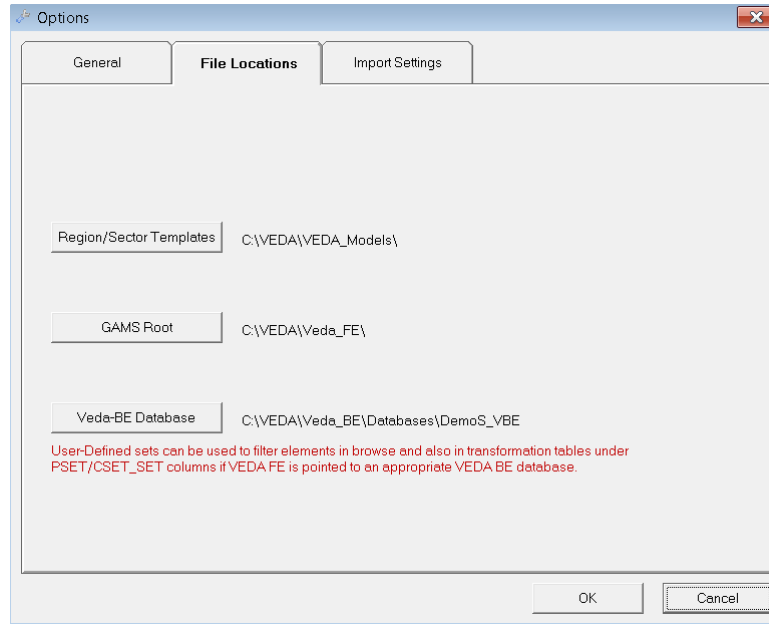 Options
General
File Locations
Import Settings
Region/Sector Templates
C:\VEDA\VEDA_Models\
GAMS Root
C:\VEDA\Veda_FE\
Veda-BE Database
C:\VEDA\Veda_BE\Databases\DemoS_VBE
User-Defined sets can be used to filter elements in browse and also in transformation tables under
PSET/CSET_SET columns if VEDA FE is pointed to an appropriate VEDA BE database.
OK
Cancel